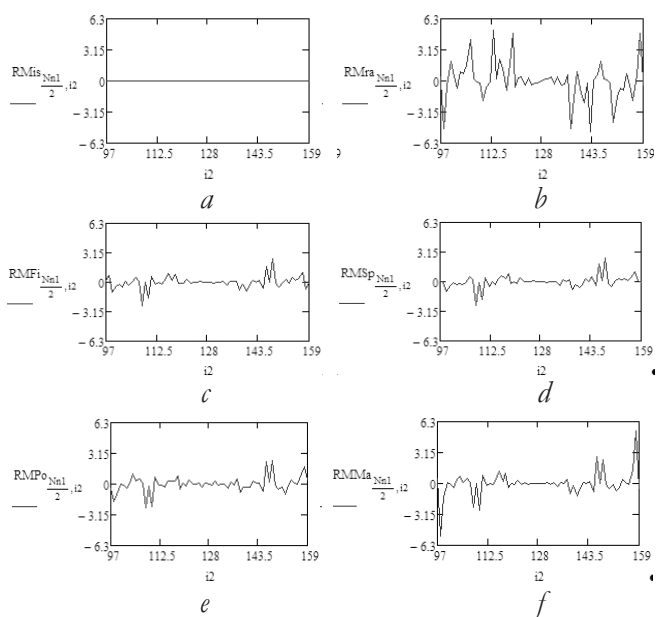 6.3
3.15
RMis Nn1/2 ,i2
0
−3.15
−6.3
97 112.5 128 143.5 159
i2
a
9
6.3
3.15
RMra Nn1/2 ,i2
0
−3.15
−6.3
97 112.5 128 143.5 159
i2
b
6.3
3.15
RMFi Nn1/2 ,i2
0
−3.15
−6.3
97 112.5 128 143.5 159
i2
c
6.3
3.15
RMSp Nn1/2 ,i2
0
−3.15
−6.3
97 112.5 128 143.5 159
i2
d
6.3
3.15
RMPo Nn1/2 ,i2
0
−3.15
−6.3
97 112.5 128 143.5 159
i2
e
6.3
3.15
RMMa Nn1/2 ,i2
0
−3.15
−6.3
97 112.5 128 143.5 159
i2
f